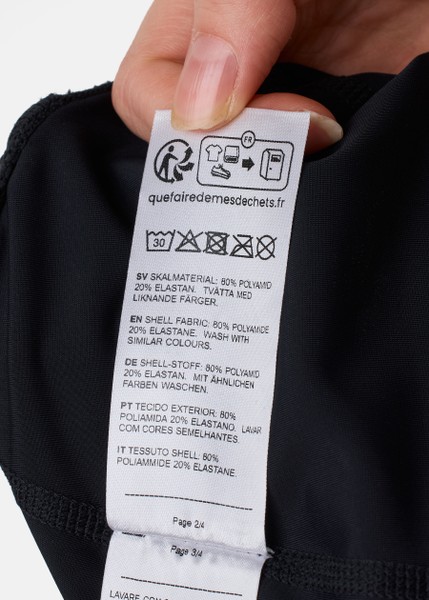 FR
quefairedemesdechets.fr
30
SV SKALMATERIAL: 80% POLYAMID
20% ELASTAN. TVÄTTA MED
LIKNANDE FÄRGER.
EN SHELL FABRIC: 80% POLYAMIDE
20% ELASTANE. WASH WITH
SIMILAR COLOURS.
DE SHELL-STOFF: 80% POLYAMID
20% ELASTAN. MIT ÄHNLICHEN
FARBEN WASCHEN.
PT TECIDO EXTERIOR: 80%
POLIAMIDA 20% ELASTANO. LAVAR
COM CORES SEMELHANTES.
IT TESSUTO SHELL: 80%
POLIAMMIDE 20% ELASTANE.
Page 2/4
Page 3/4
LAVARE